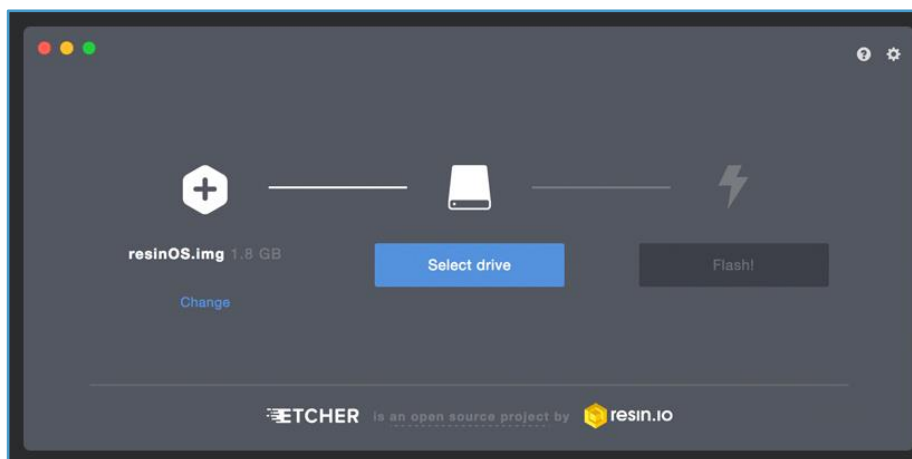 resinOS.img 1.8 GB
Select drive
Flash!
Change
ETCHER is an open source project by resin.io